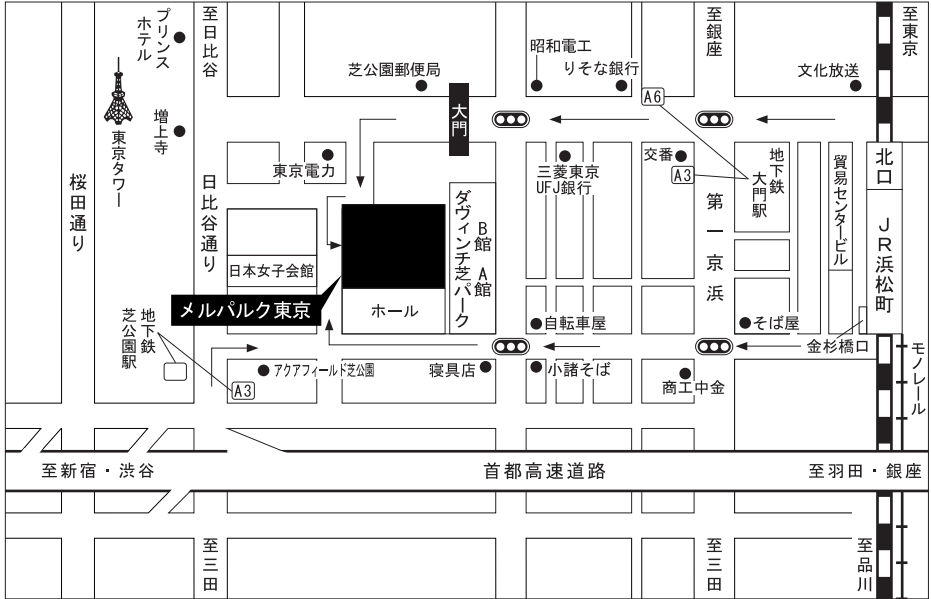 プリンス
ホテル
至日比谷
至銀座
至東京
昭和電工
芝公園郵便局
りそな銀行
文化放送
大門
A6
増上寺
東京タワー
東京電力
三菱東京
UFJ銀行
交番
A3
地下鉄
大門駅
貿易センタービル
北口
JR浜松町
桜田通り
日比谷通り
ダヴィンチ芝パーク
B館
A館
第一京浜
日本女子会館
メルパルク東京
ホール
自転車屋
そば屋
金杉橋口
モノレール
地下鉄
芝公園駅
A3
アクアフィールド芝公園
寝具店
小諸そば
商工中金
至新宿・渋谷
首都高速道路
至羽田・銀座
至三田
至三田
至品川